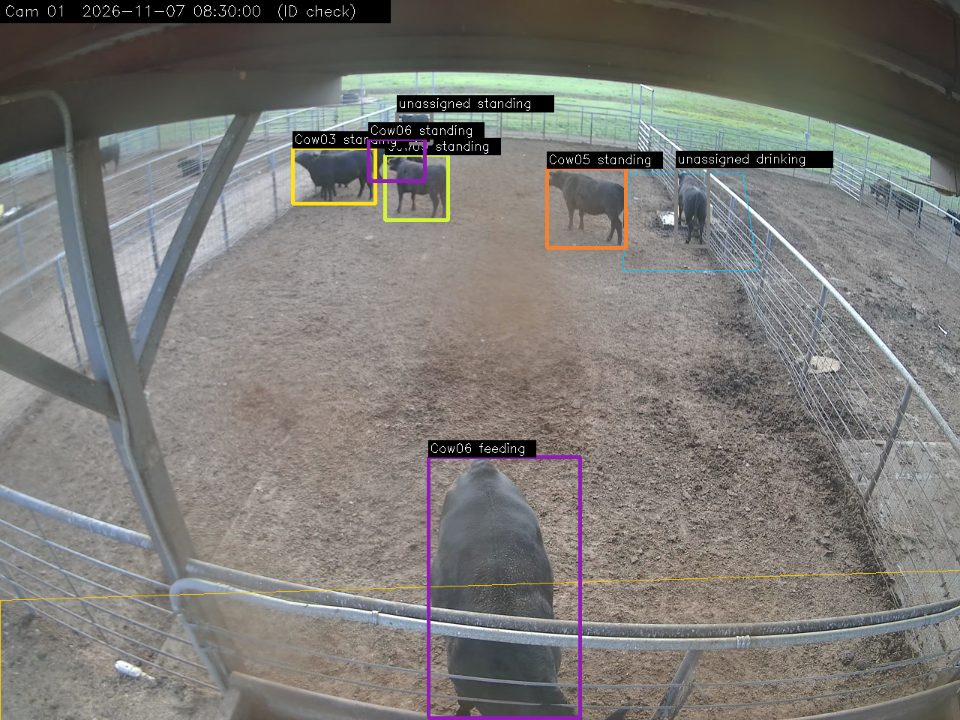 Cam 01  2026-11-07 08:30:00  (ID check)
unassigned standing
Cow06 standing
Cow03 standing
standing
Cow05 standing
unassigned drinking
Cow06 feeding